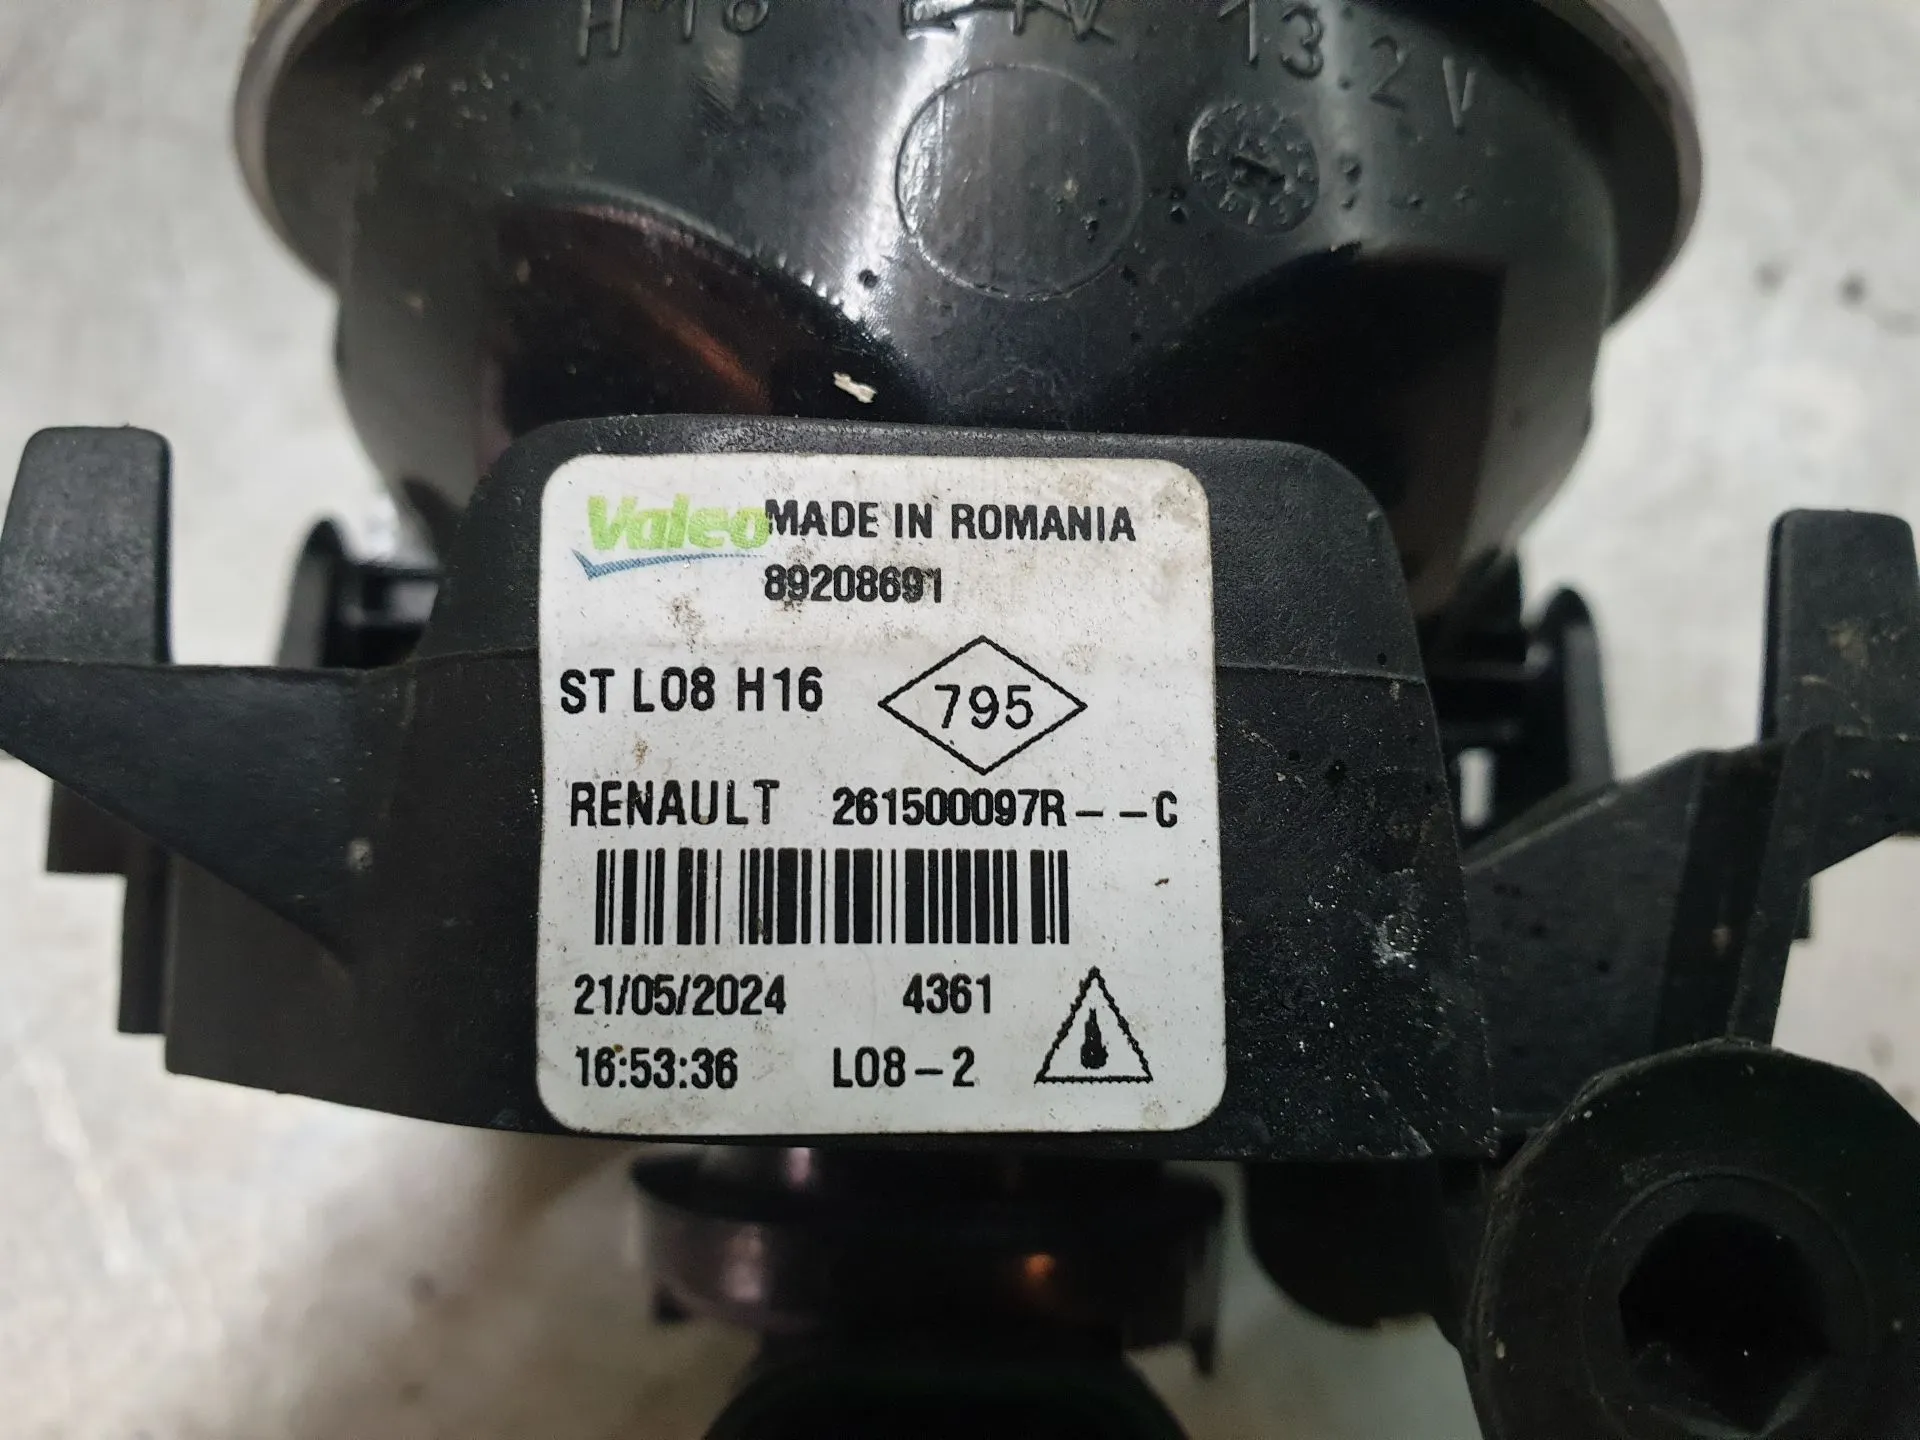 H16 13.2V
Valeo MADE IN ROMANIA
89208691
ST L08 H16 795
RENAULT 261500097R--C
21/05/2024 4361
16:53:36 L08-2